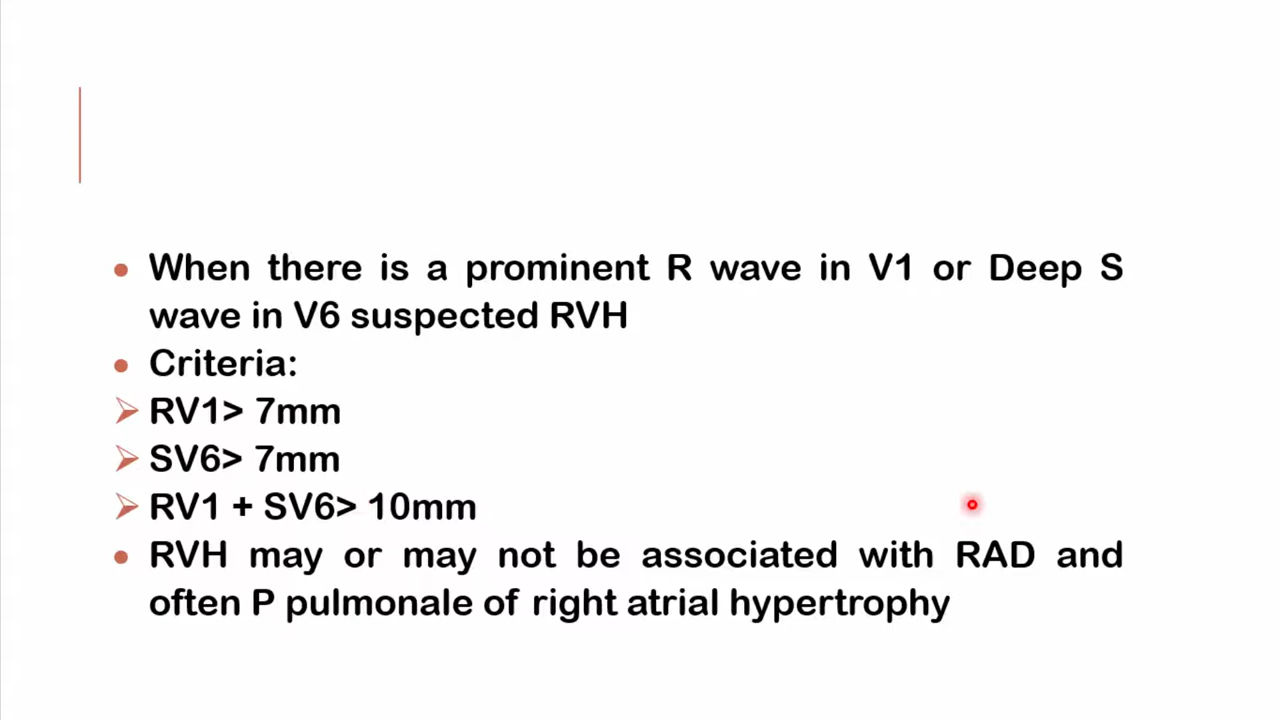 When there is a prominent R wave in V1 or Deep S
wave in V6 suspected RVH
Criteria:
RV1> 7mm
SV6> 7mm
RV1 + SV6> 10mm
RVH may or may not be associated with RAD and
often P pulmonale of right atrial hypertrophy